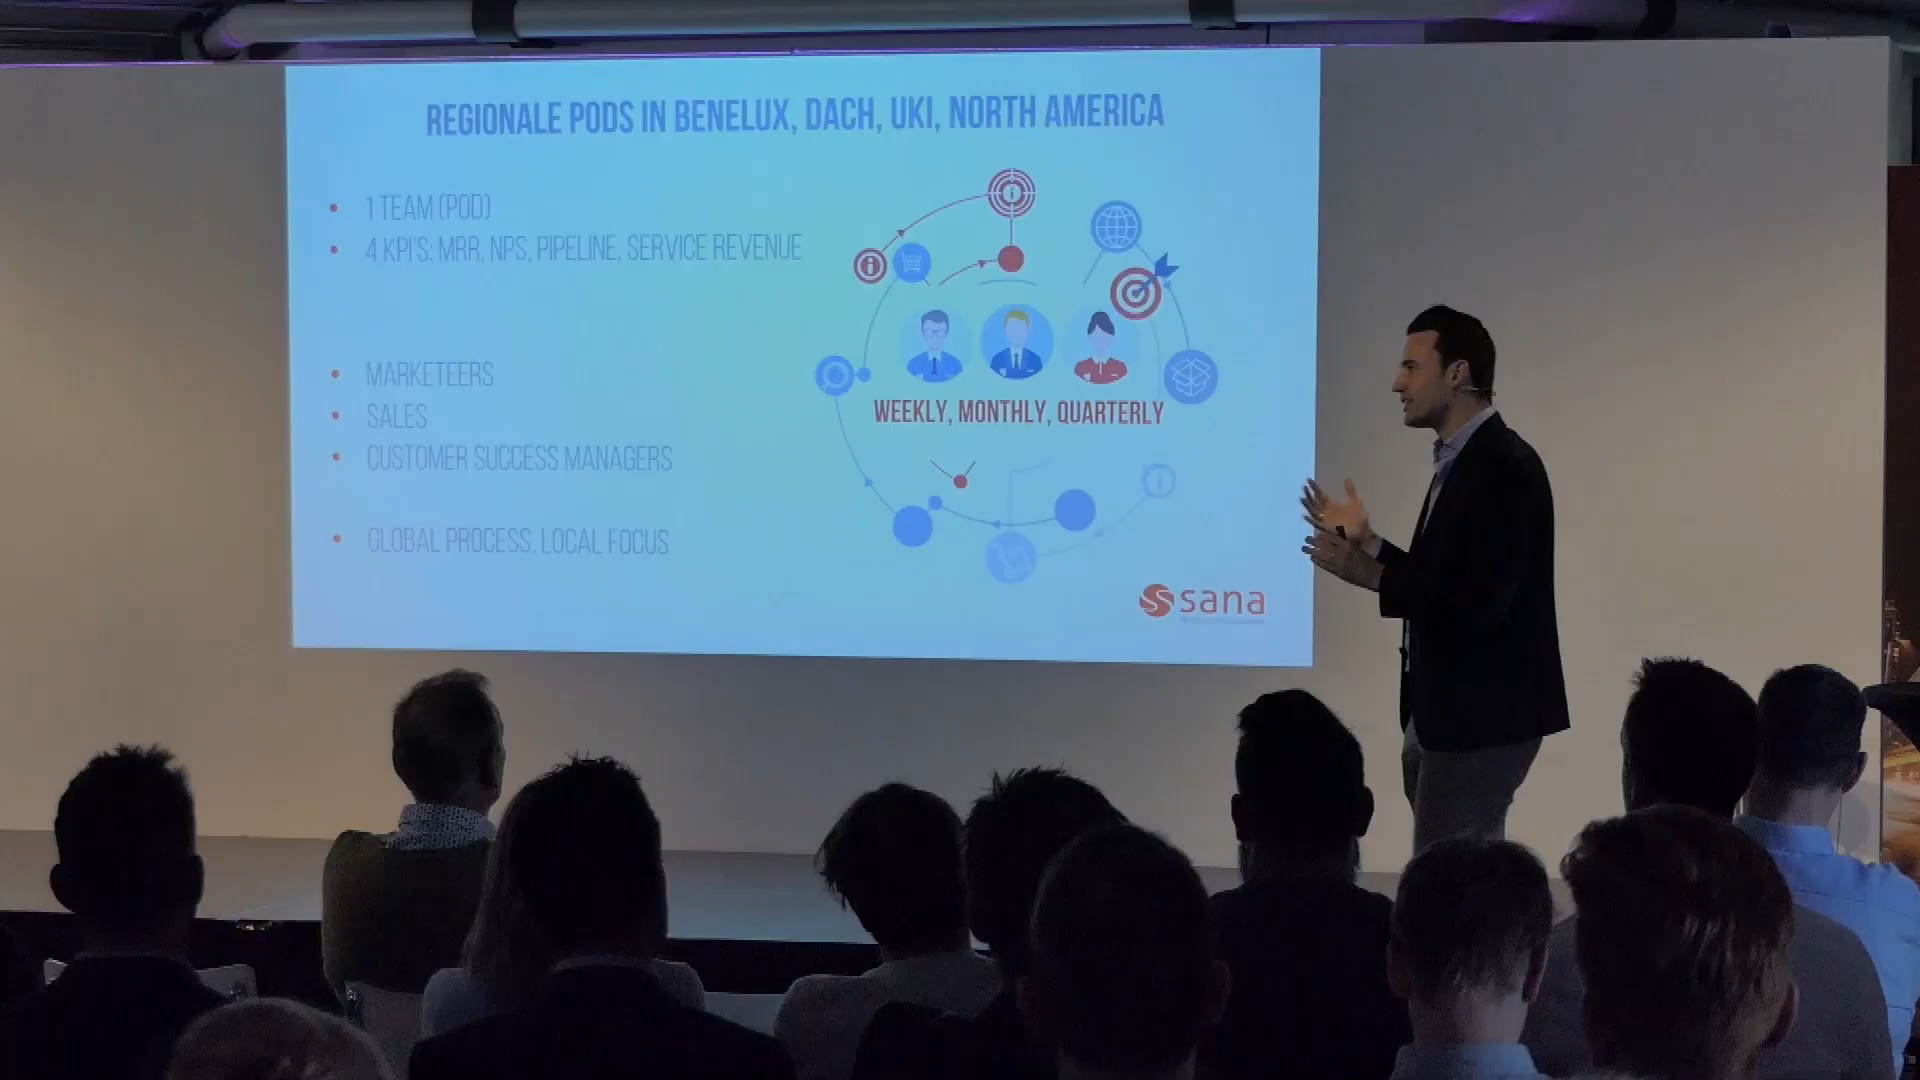 REGIONALE PODS IN BENELUX, DACH, UKI, NORTH AMERICA
1 TEAM (POD)
4 KPI'S: MRR, NPS, PIPELINE, SERVICE REVENUE
MARKETEERS
SALES
CUSTOMER SUCCESS MANAGERS
GLOBAL PROCESS, LOCAL FOCUS
WEEKLY, MONTHLY, QUARTERLY
sana